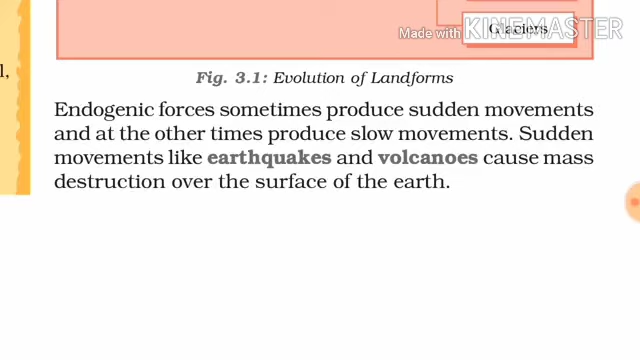 Glaciers
Made with KINEMASTER
l,
Fig. 3.1: Evolution of Landforms
Endogenic forces sometimes produce sudden movements
and at the other times produce slow movements. Sudden
movements like earthquakes and volcanoes cause mass
destruction over the surface of the earth.